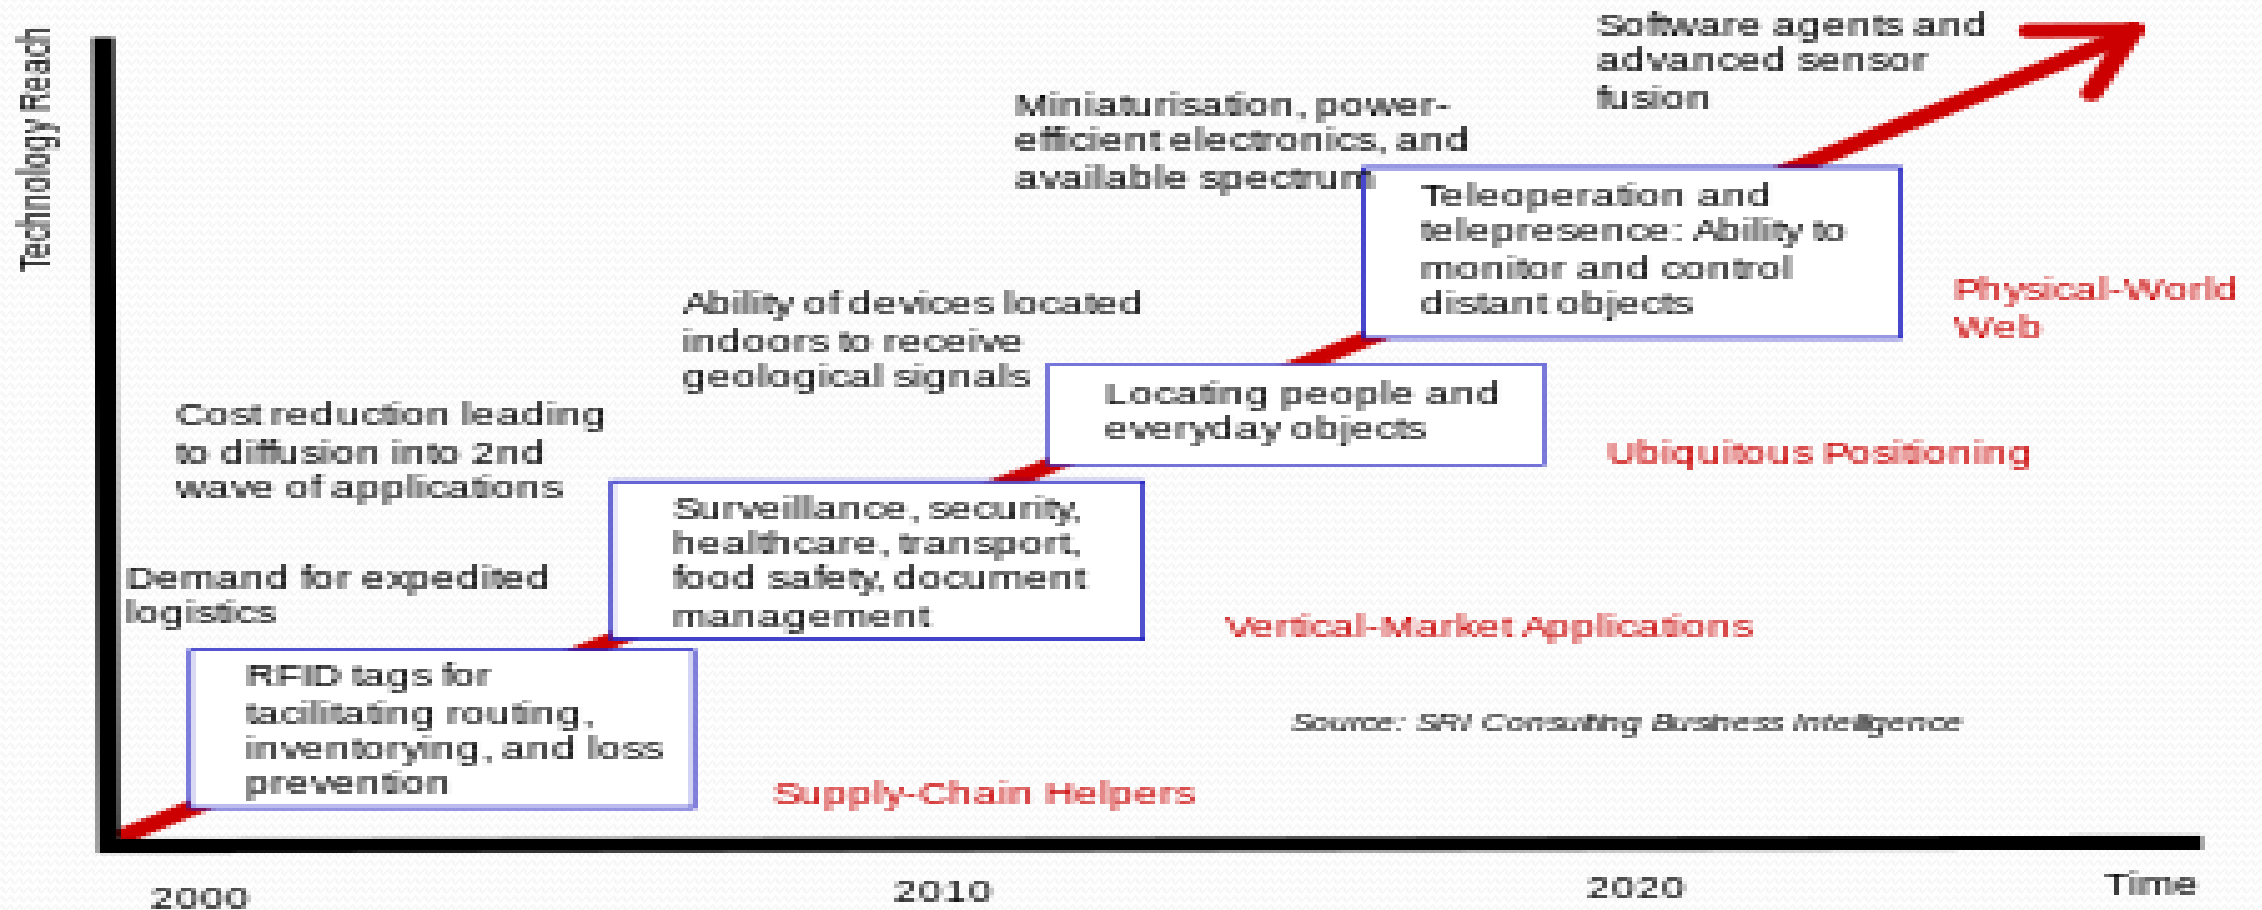 Technology Reach
Software agents and
advanced sensor
fusion
Miniaturisation, power-
efficient electronics, and
available spectrum
Teleoperation and
telepresence: Ability to
monitor and control
distant objects
Physical-World
Web
Ability of devices located
indoors to receive
geological signals
Locating people and
everyday objects
Ubiquitous Positioning
Cost reduction leading
to diffusion into 2nd
wave of applications
Surveillance, security,
healthcare, transport,
food safety, document
management
Vertical-Market Applications
Demand for expedited
logistics
RFID tags for
tacilitating routing,
inventorying, and loss
prevention
Supply-Chain Helpers
Source: SRI Consulting Business Intelligence
2000
2010
2020
Time